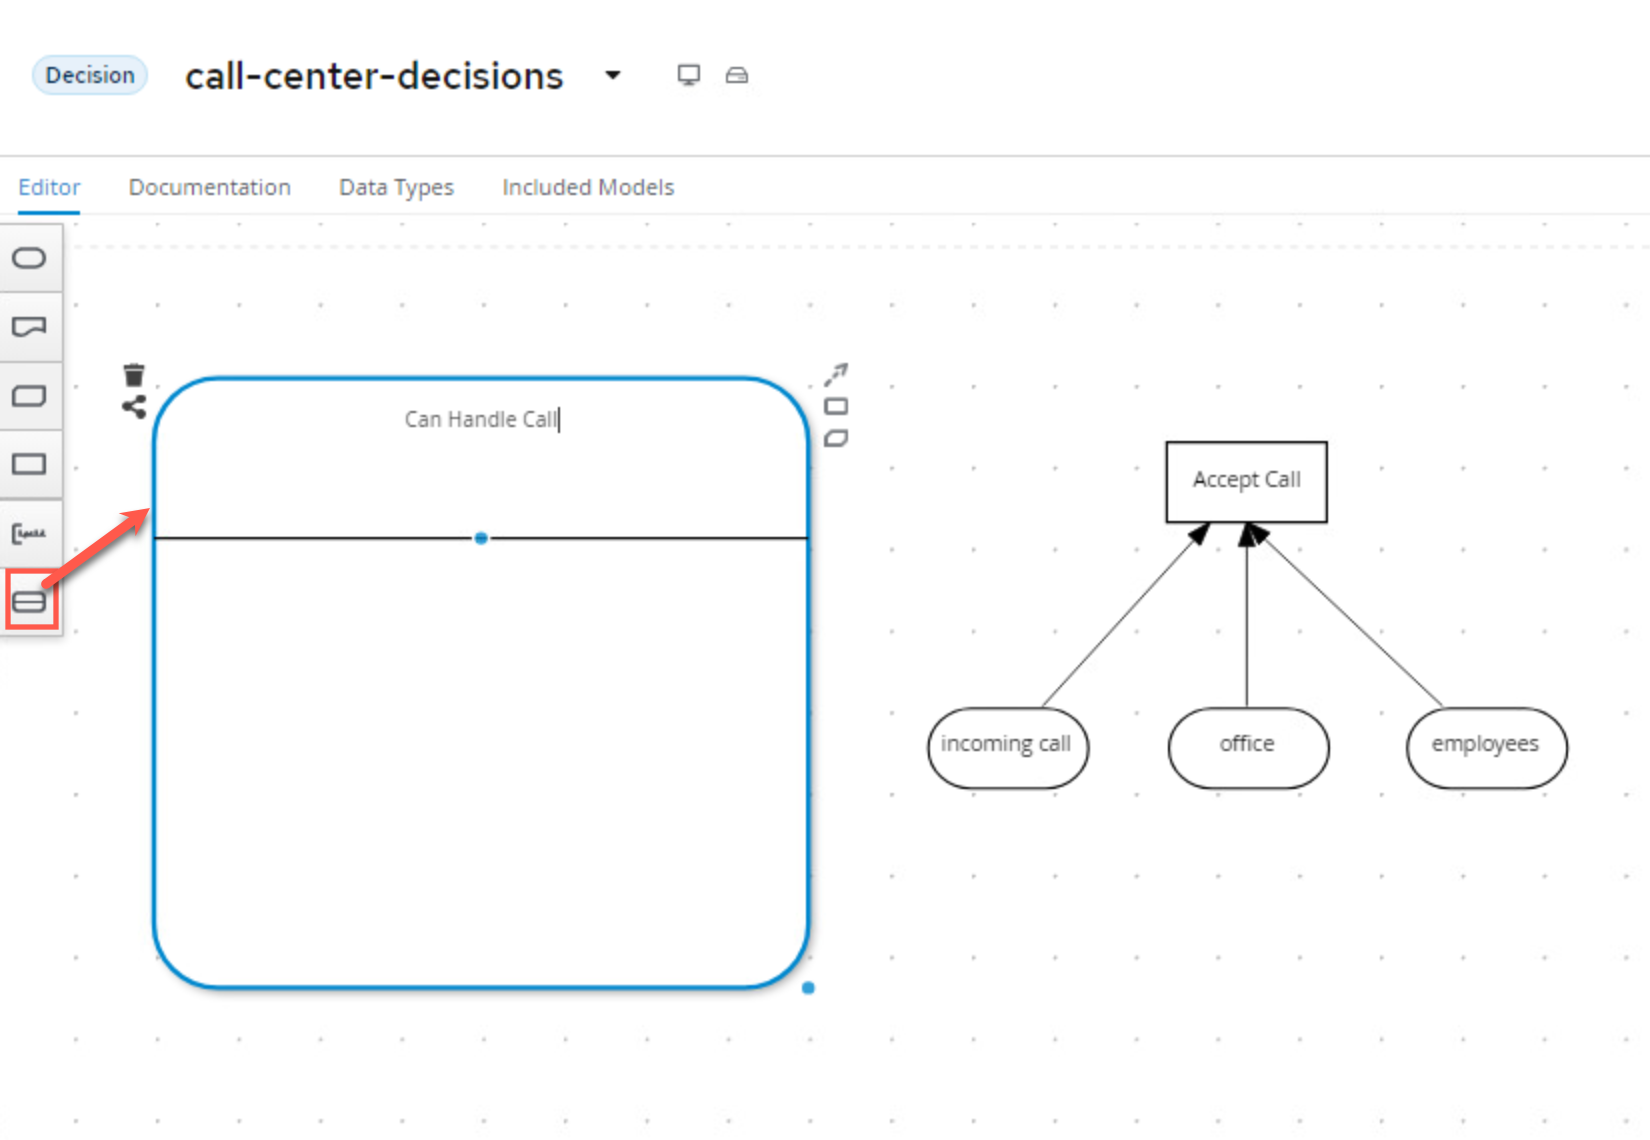 Decision
call-center-decisions
Editor
Documentation
Data Types
Included Models
Can Handle Call
Accept Call
incoming call
office
employees